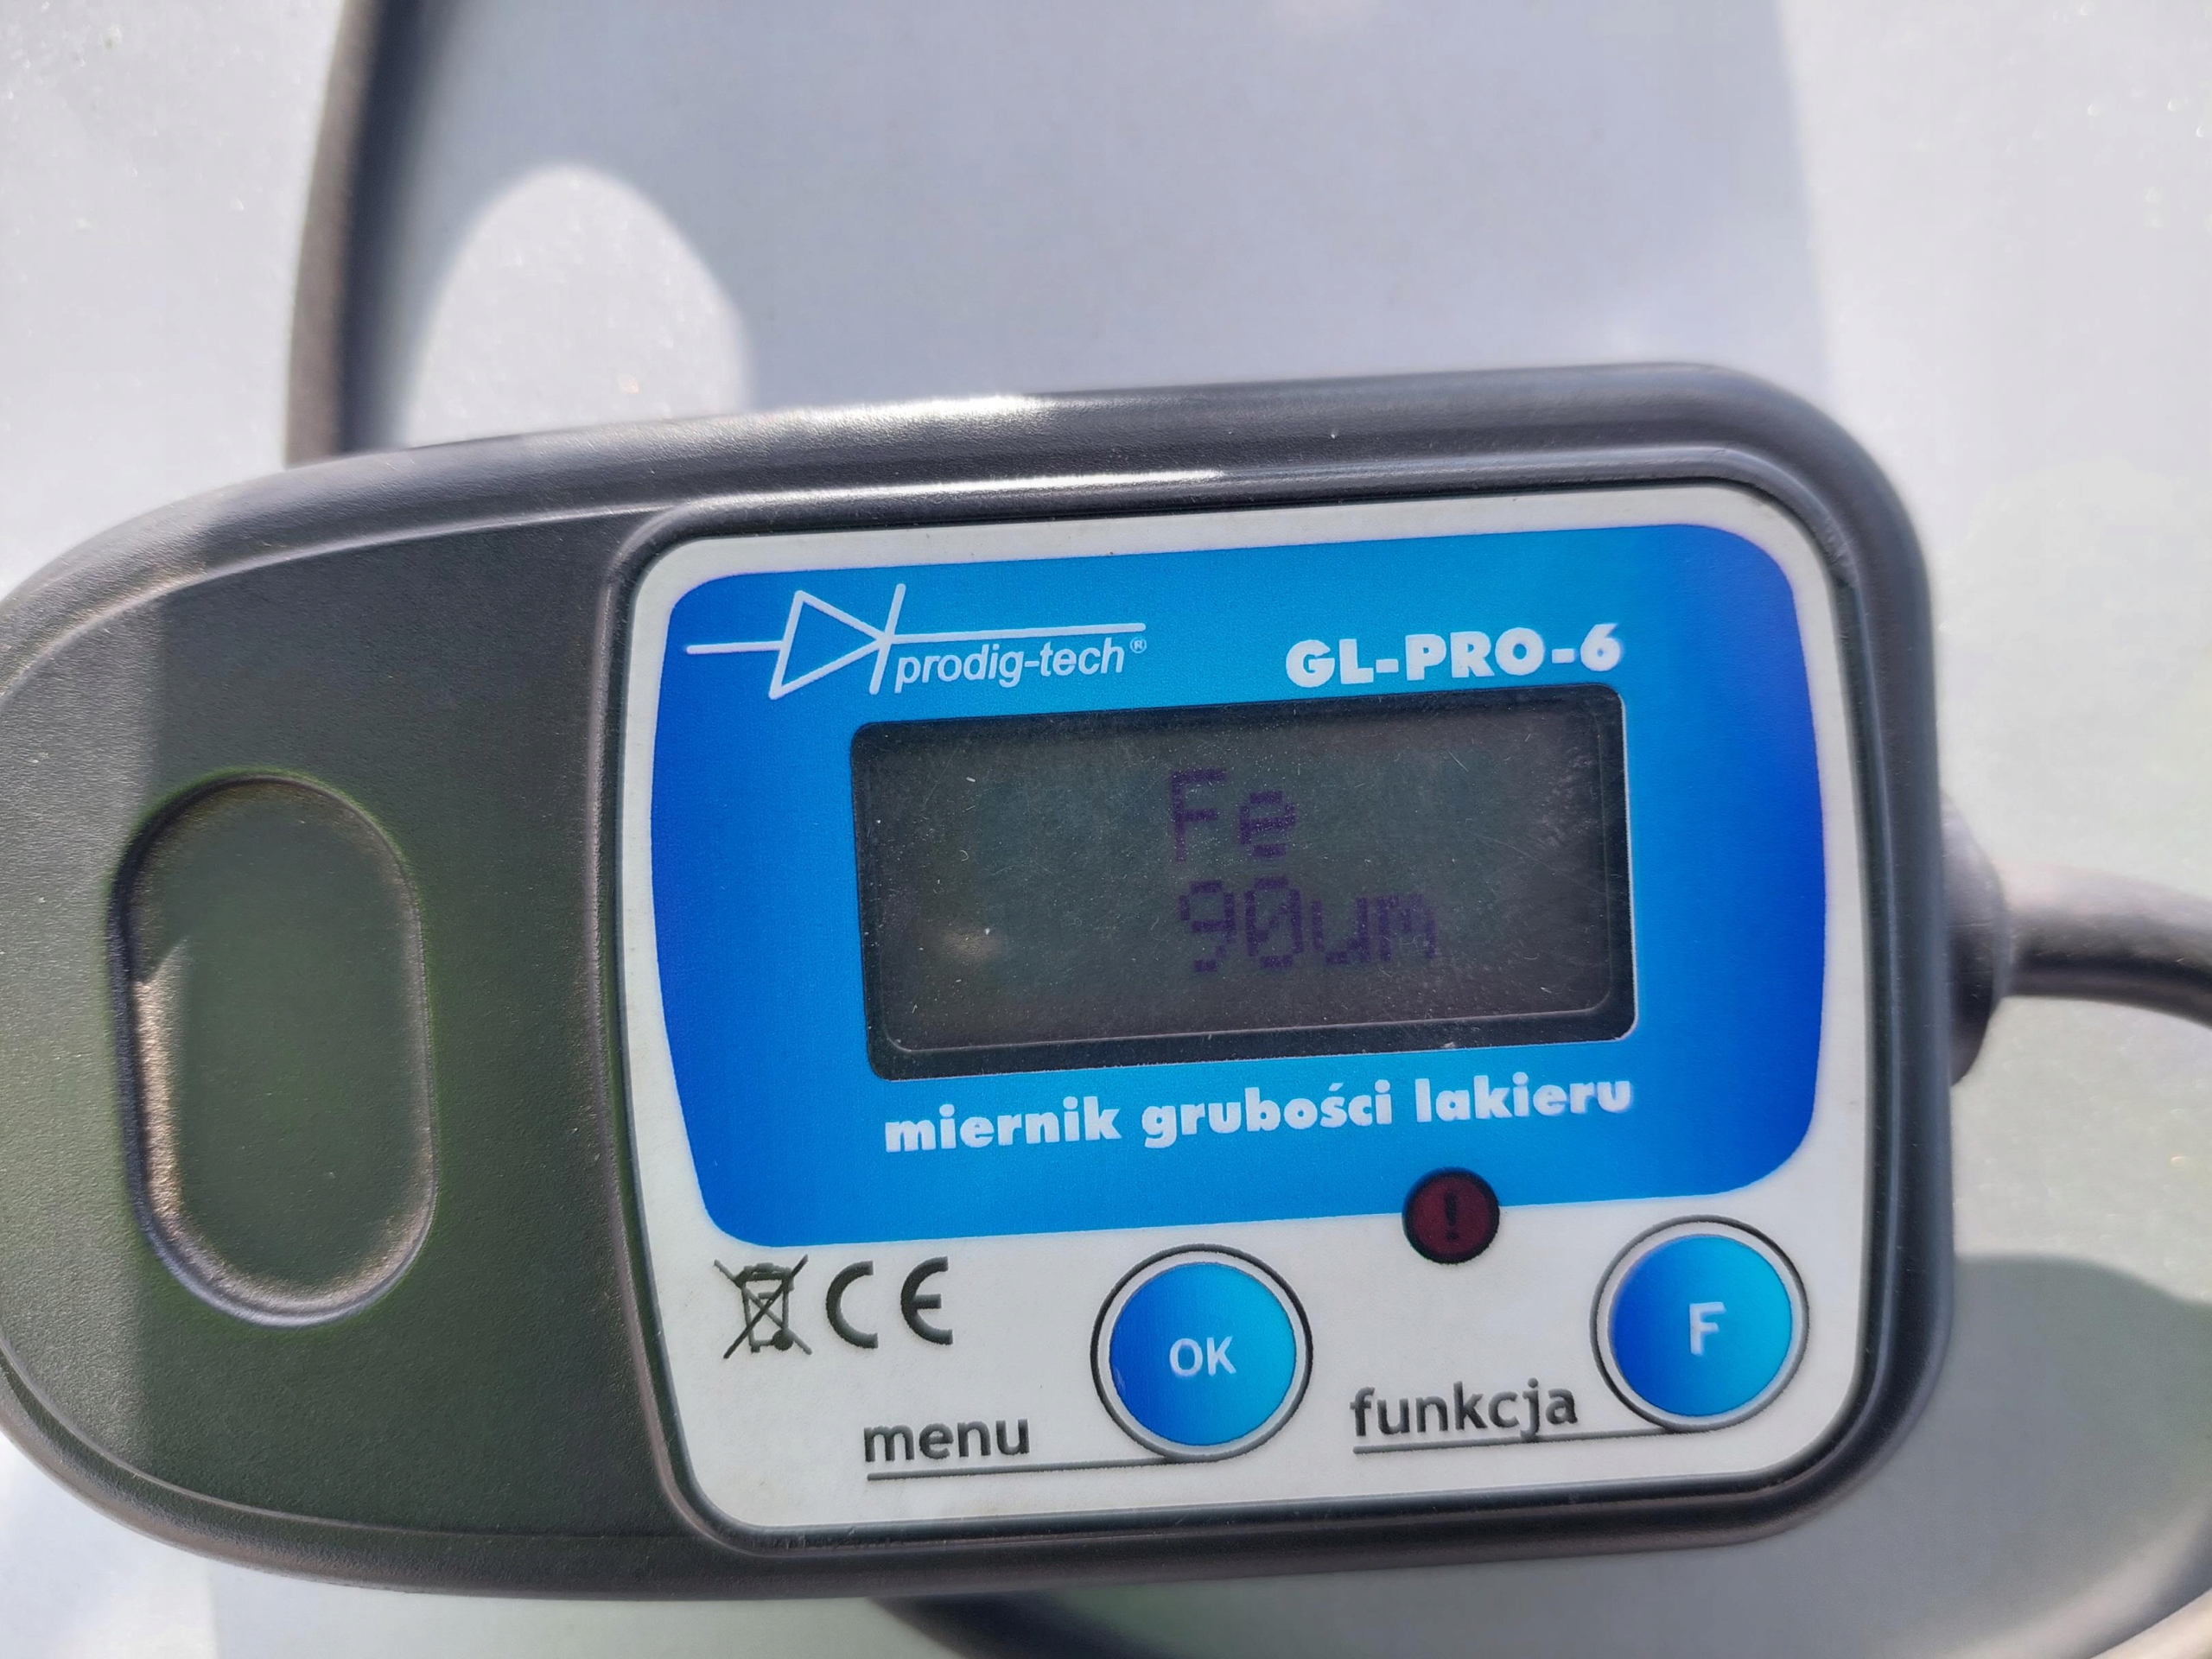 prodig-tech®
GL-PRO-6
Fe
90um
miernik grubości lakieru
!
CE
OK
F
menu
funkcja